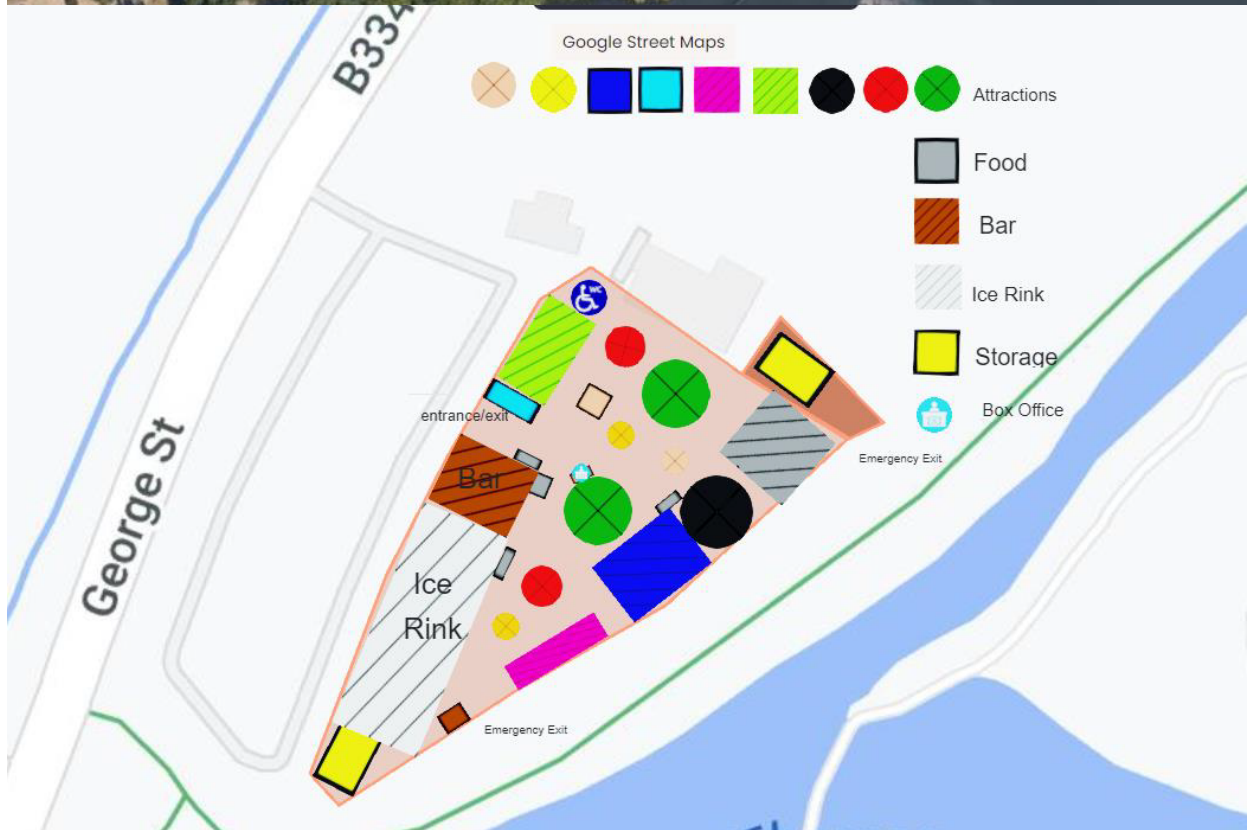 Google Street Maps
B334
Attractions
Food
Bar
Ice Rink
Storage
Box Office
WC
entrance/exit
Emergency Exit
Bar
George St
Ice
Rink
Emergency Exit